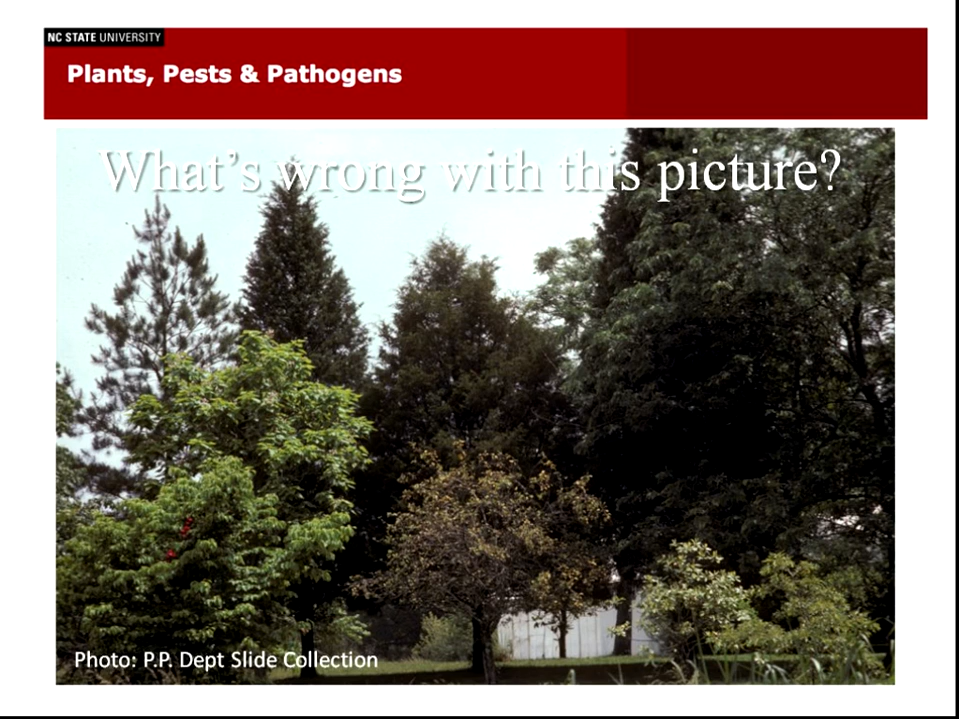 NC STATE UNIVERSITY
Plants, Pests & Pathogens
What's wrong with this picture?
Photo: P.P. Dept Slide Collection